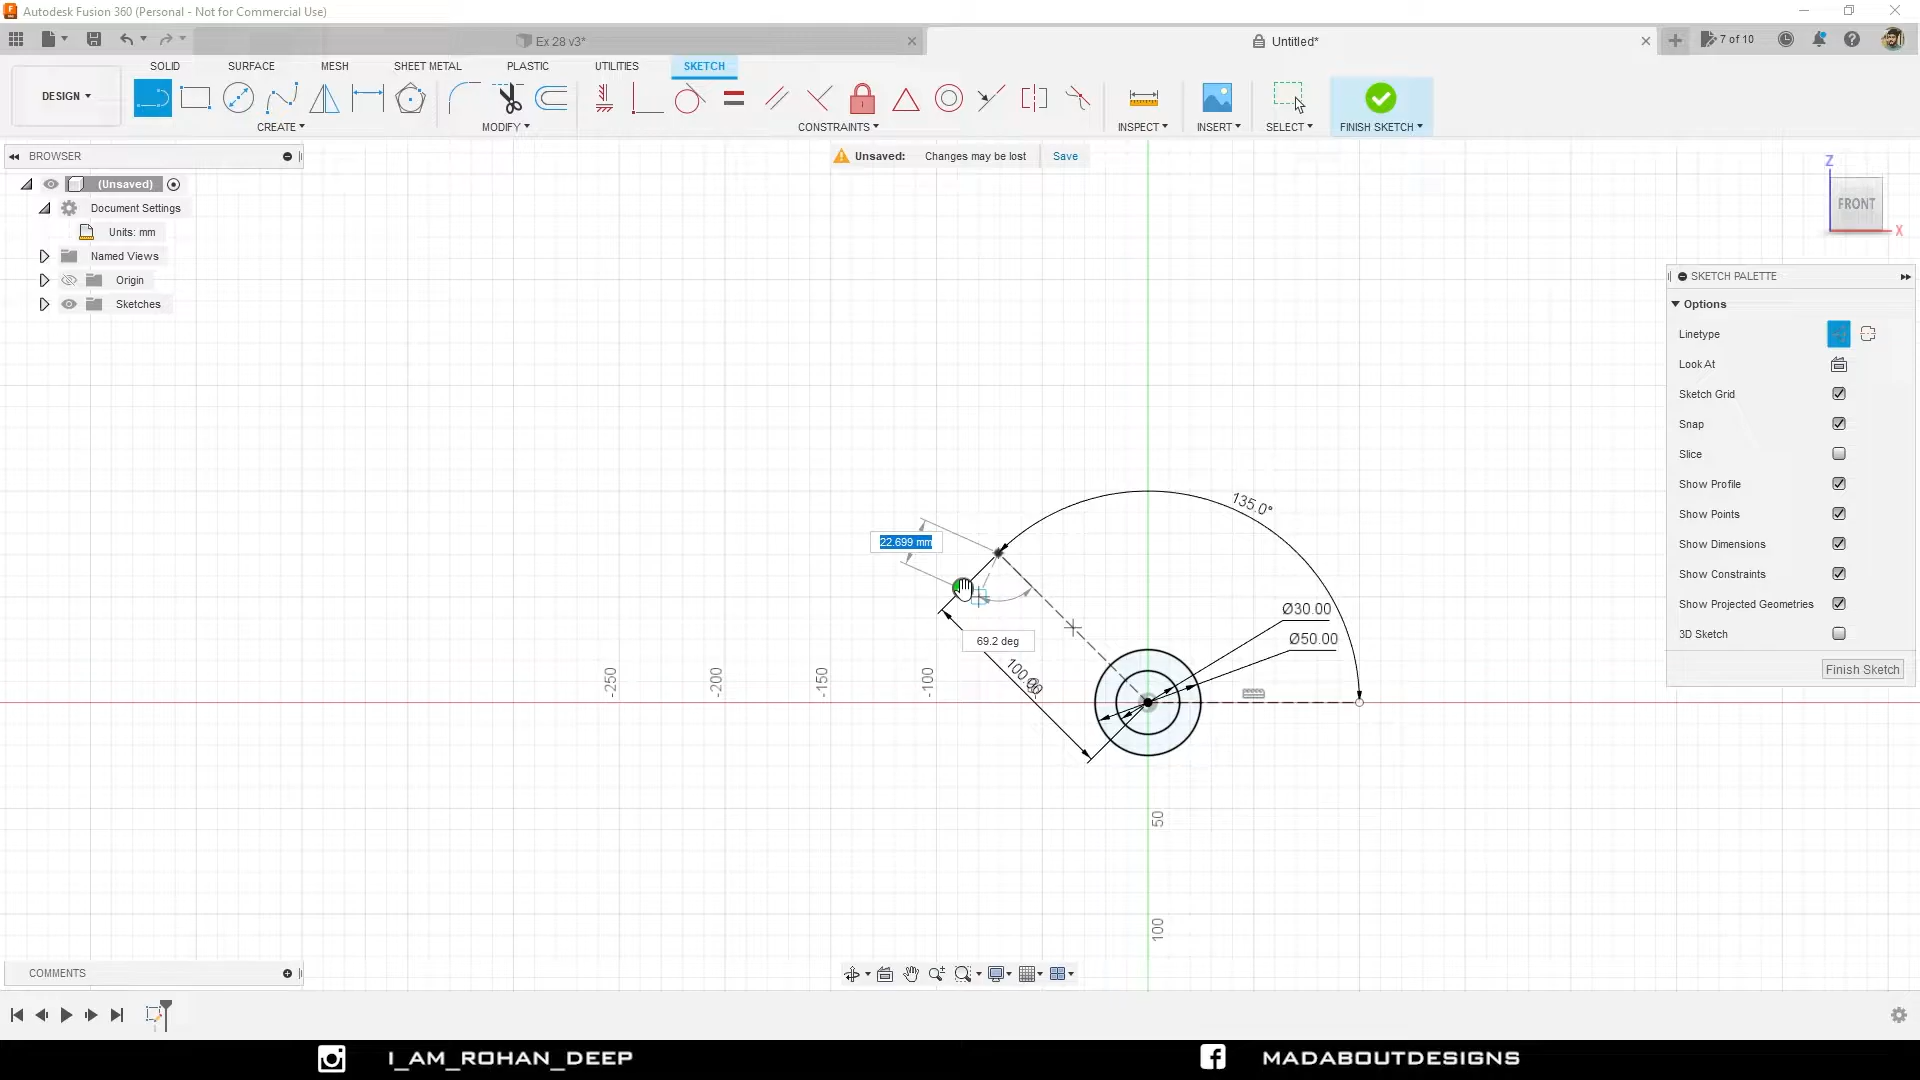 Autodesk Fusion 360 (Personal - Not for Commercial Use)
Ex 28 v3*
Untitled*
7 of 10
SOLID
SURFACE
MESH
SHEET METAL
PLASTIC
UTILITIES
SKETCH
DESIGN
CREATE
MODIFY
CONSTRAINTS
INSPECT
INSERT
SELECT
FINISH SKETCH
BROWSER
Unsaved: Changes may be lost
Save
(Unsaved)
Document Settings
Units: mm
Named Views
Origin
Sketches
Z
FRONT
X
SKETCH PALETTE
Options
Linetype
Look At
Sketch Grid
Snap
Slice
Show Profile
Show Points
Show Dimensions
Show Constraints
Show Projected Geometries
3D Sketch
Finish Sketch
135.0°
22.699 mm
69.2 deg
100.00
Ø30.00
Ø50.00
-250
-200
-150
-100
50
100
COMMENTS
I_AM_ROHAN_DEEP
MADABOUTDESIGNS